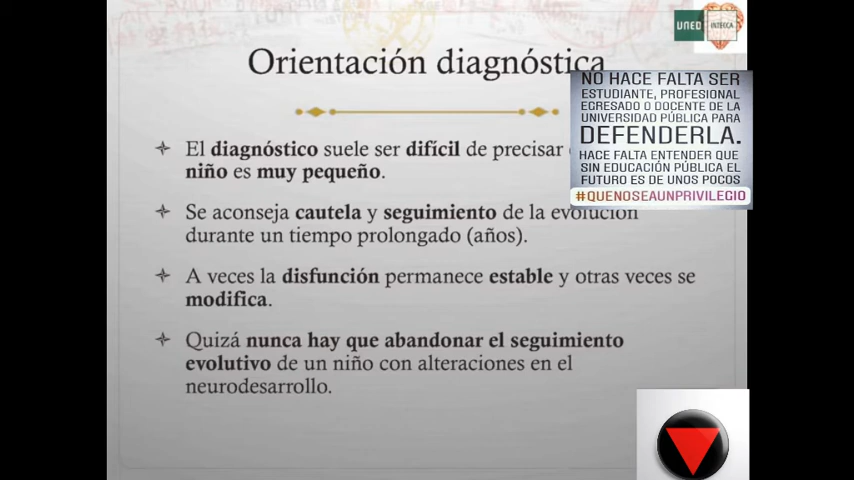 UNED INTECCA
Orientación diagnóstica
NO HACE FALTA SER
ESTUDIANTE, PROFESIONAL
EGRESADO O DOCENTE DE LA
UNIVERSIDAD PÚBLICA PARA
DEFENDERLA.
HACE FALTA ENTENDER QUE
SIN EDUCACIÓN PÚBLICA EL
FUTURO ES DE UNOS POCOS
#QUENOSEAUNPRIVILEGIO
El diagnóstico suele ser difícil de precisar
niño es muy pequeño.
Se aconseja cautela y seguimiento de la evolución
durante un tiempo prolongado (años).
A veces la disfunción permanece estable y otras veces se
modifica.
Quizá nunca hay que abandonar el seguimiento
evolutivo de un niño con alteraciones en el
neurodesarrollo.